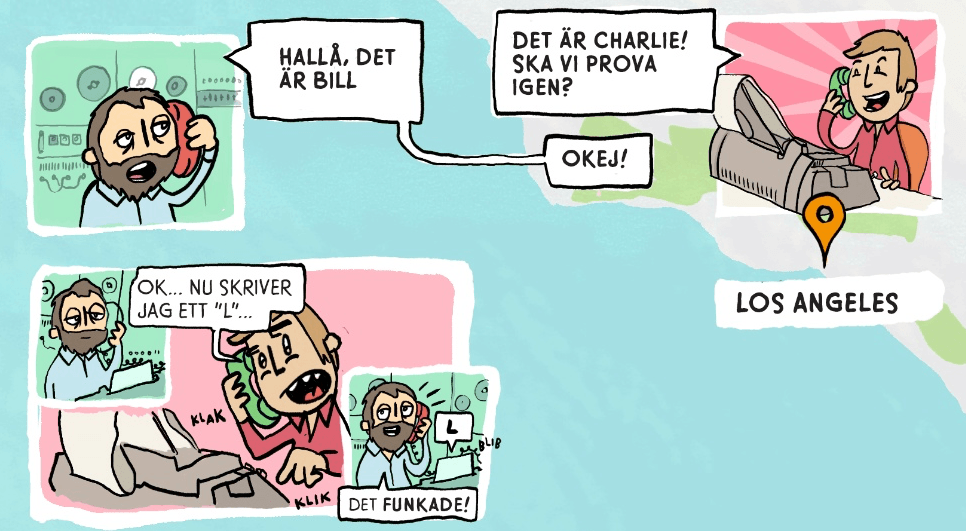 HALLÅ, DET
ÄR BILL
DET ÄR CHARLIE!
SKA VI PROVA
IGEN?
OKEJ!
LOS ANGELES
OK... NU SKRIVER
JAG ETT "L"...
KLAK
KLIK
L
BLIB
DET FUNKADE!